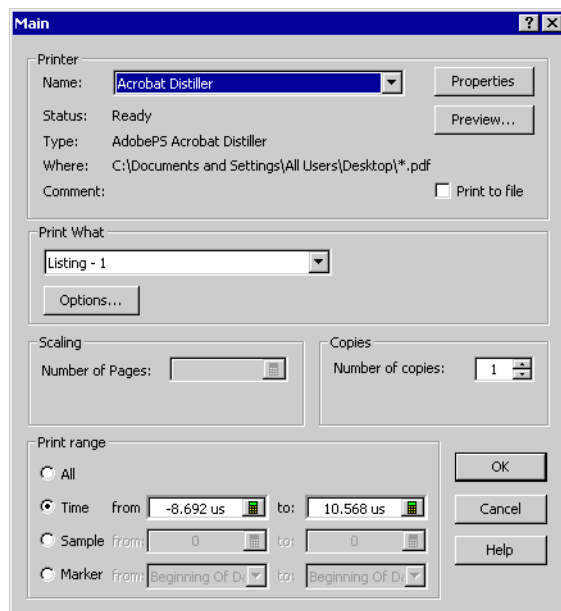 Main
Printer
Name: Acrobat Distiller Properties
Status: Ready Preview...
Type: AdobePS Acrobat Distiller
Where: C:\Documents and Settings\All Users\Desktop\*.pdf
Comment: Print to file
Print What
Listing - 1
Options...
Scaling Copies
Number of Pages: Number of copies: 1
Print range
All OK
Time from -8.692 us to: 10.568 us Cancel
Sample from: 0 to: 0
Help
Marker from: Beginning Of Da to: Beginning Of Da